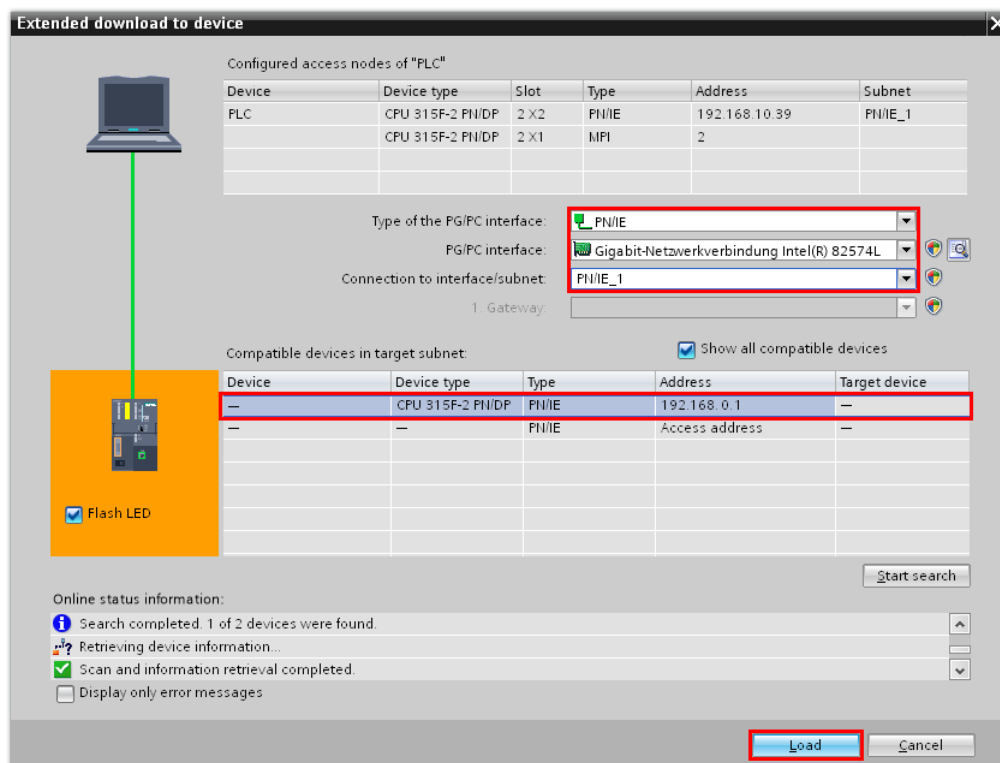 Extended download to device
Configured access nodes of "PLC"
Device Device type Slot Type Address Subnet
PLC CPU 315F-2 PN/DP 2 X2 PN/IE 192.168.10.39 PN/IE_1
CPU 315F-2 PN/DP 2 X1 MPI 2
Type of the PG/PC interface: PN/IE
PG/PC interface: Gigabit-Netzwerkverbindung Intel(R) 82574L
Connection to interface/subnet: PN/IE_1
1. Gateway:
Compatible devices in target subnet: Show all compatible devices
Device Device type Type Address Target device
— CPU 315F-2 PN/DP PN/IE 192.168.0.1 —
— — PN/IE Access address —
Flash LED
Start search
Online status information:
Search completed. 1 of 2 devices were found.
Retrieving device information...
Scan and information retrieval completed.
Display only error messages
Load Cancel